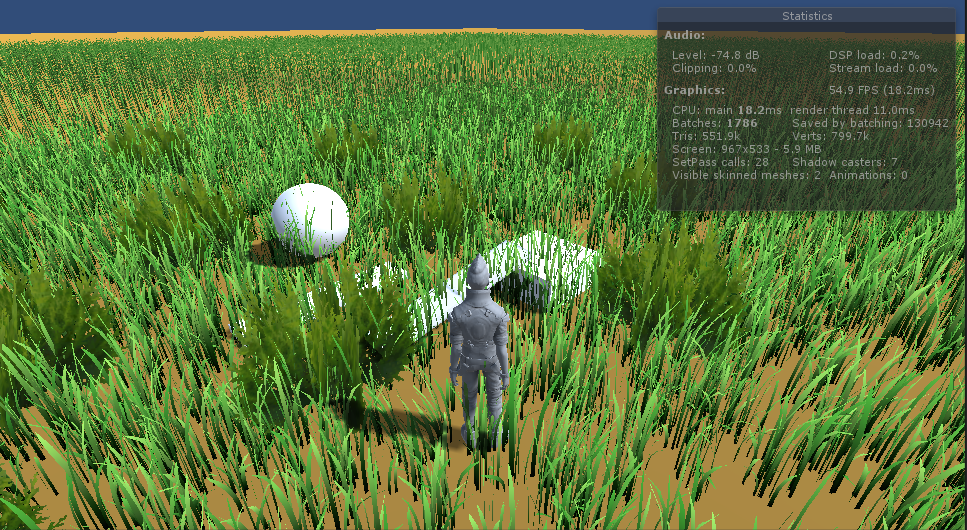 Statistics
Audio:
Level: -74.8 dB DSP load: 0.2%
Clipping: 0.0% Stream load: 0.0%
Graphics: 54.9 FPS (18.2ms)
CPU: main 18.2ms render thread 11.0ms
Batches: 1786 Saved by batching: 130942
Tris: 551.9k Verts: 799.7k
Screen: 967x533 - 5.9 MB
SetPass calls: 28 Shadow casters: 7
Visible skinned meshes: 2 Animations: 0